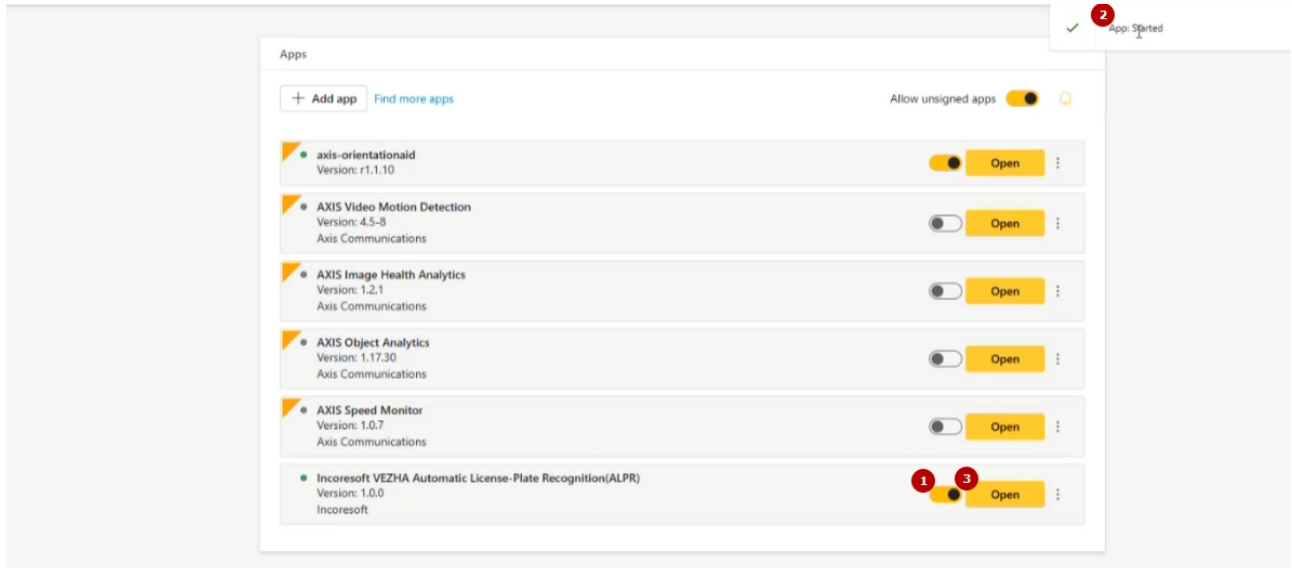 2
App: Started
Apps
+ Add app
Find more apps
Allow unsigned apps
axis-orientationaid
Version: r1.1.10
Open
AXIS Video Motion Detection
Version: 4.5-8
Axis Communications
Open
AXIS Image Health Analytics
Version: 1.2.1
Axis Communications
Open
AXIS Object Analytics
Version: 1.17.30
Axis Communications
Open
AXIS Speed Monitor
Version: 1.0.7
Axis Communications
Open
Incoresoft VEZHA Automatic License-Plate Recognition(ALPR)
Version: 1.0.0
Incoresoft
1
3
Open